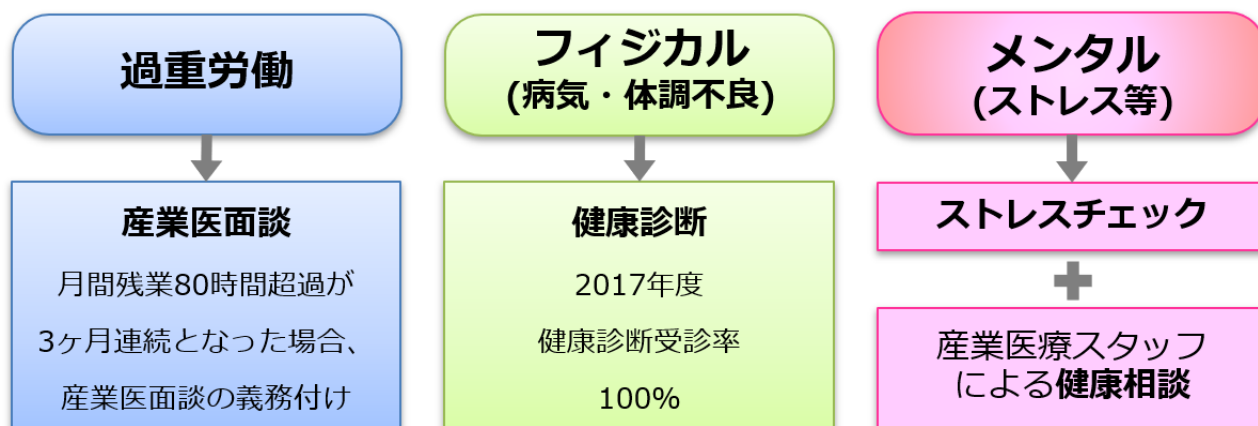 過重労働
産業医面談
月間残業80時間超過が
3ヶ月連続となった場合、
産業医面談の義務付け
フィジカル
(病気・体調不良)
健康診断
2017年度
健康診断受診率
100%
メンタル
(ストレス等)
ストレスチェック
産業医療スタッフ
による健康相談